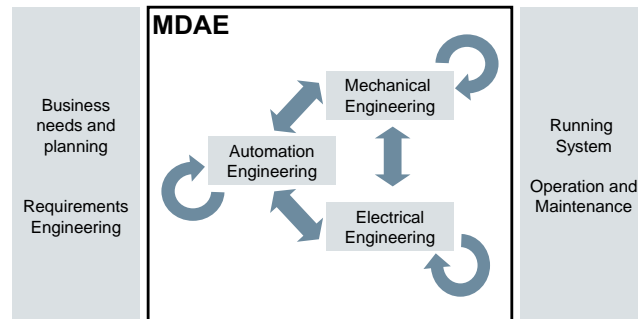 MDAE
Business
needs and
planning
Requirements
Engineering
Mechanical
Engineering
Automation
Engineering
Electrical
Engineering
Running
System
Operation and
Maintenance